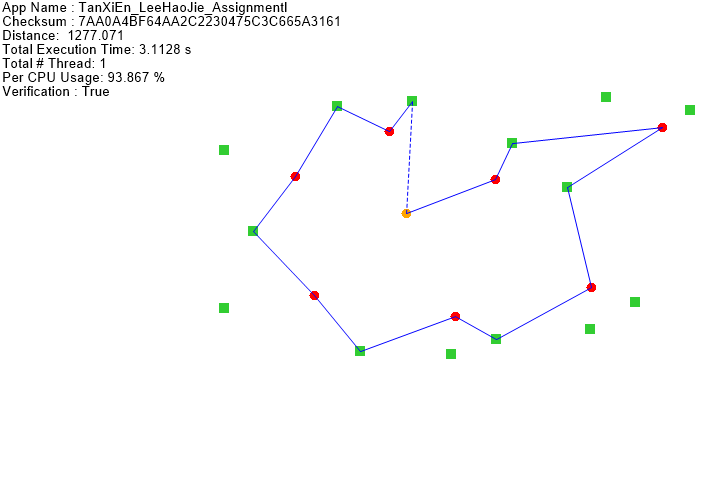 App Name : TanXiEn_LeeHaoJie_AssignmentI
Checksum : 7AA0A4BF64AA2C2230475C3C665A3161
Distance:  1277.071
Total Execution Time: 3.1128 s
Total # Thread: 1
Per CPU Usage: 93.867 %
Verification : True